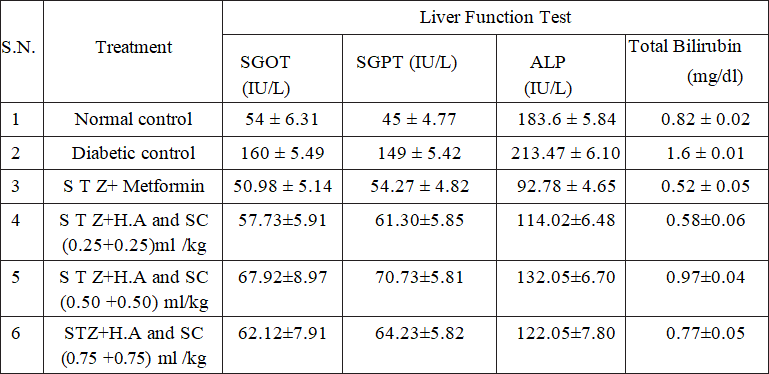 S.N. Treatment Liver Function Test
SGOT (IU/L) SGPT (IU/L) ALP (IU/L) Total Bilirubin (mg/dl)
1 Normal control 54 ± 6.31 45 ± 4.77 183.6 ± 5.84 0.82 ± 0.02
2 Diabetic control 160 ± 5.49 149 ± 5.42 213.47 ± 6.10 1.6 ± 0.01
3 S T Z+ Metformin 50.98 ± 5.14 54.27 ± 4.82 92.78 ± 4.65 0.52 ± 0.05
4 S T Z+H.A and SC 57.73±5.91 61.30±5.85 114.02±6.48 0.58±0.06
(0.25+0.25)ml /kg
5 S T Z+H.A and SC 67.92±8.97 70.73±5.81 132.05±6.70 0.97±0.04
(0.50 +0.50) ml/kg
6 STZ+H.A and SC 62.12±7.91 64.23±5.82 122.05±7.80 0.77±0.05
(0.75 +0.75) ml /kg